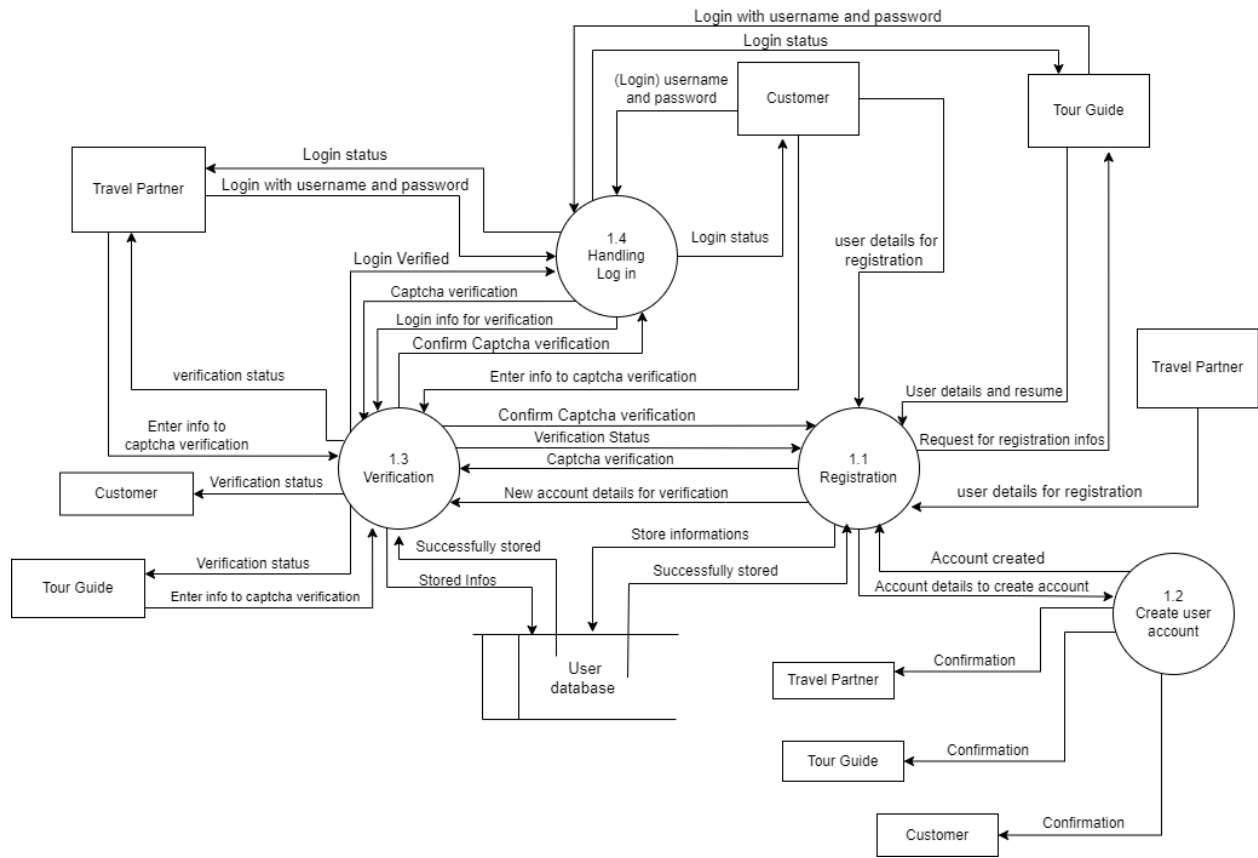 Login with username and password
Login status
(Login) username
and password
Customer
Tour Guide
Login status
Travel Partner
Login with username and password
1.4
Handling
Log in
Login status
user details for
registration
Login Verified
Captcha verification
Login info for verification
Confirm Captcha verification
verification status
Enter info to captcha verification
Travel Partner
User details and resume
Enter info to
captcha verification
Confirm Captcha verification
Verification Status
Captcha verification
Request for registration infos
1.3
Verification
1.1
Registration
Customer
Verification status
New account details for verification
user details for registration
Store informations
Successfully stored
Successfully stored
Stored Infos
Verification status
Tour Guide
Enter info to captcha verification
Account created
Account details to create account
1.2
Create user
account
User
database
Confirmation
Travel Partner
Confirmation
Tour Guide
Confirmation
Customer